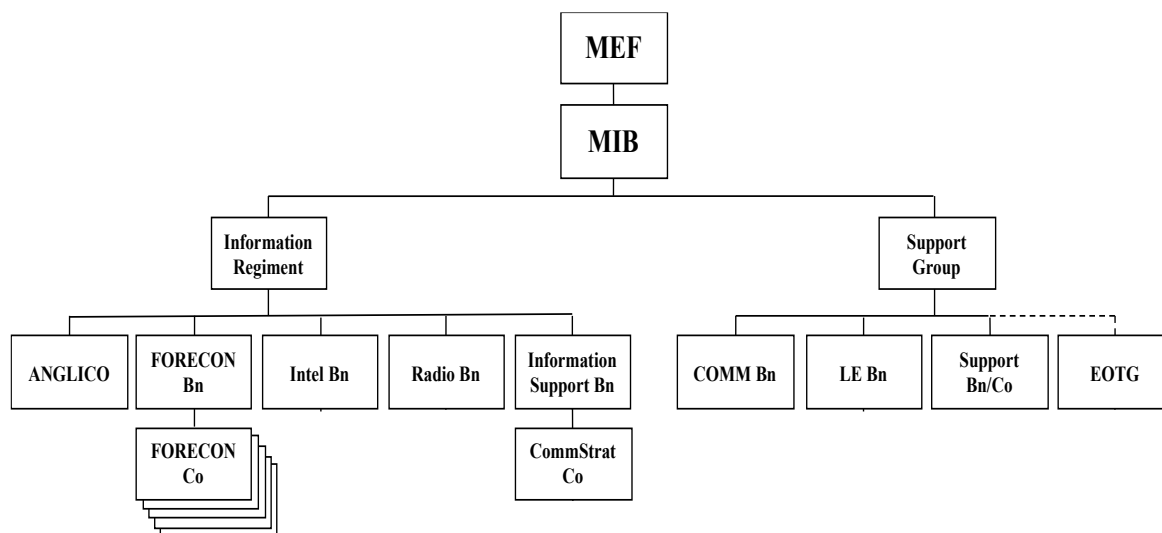 MEF
MIB
Information
Regiment
Support
Group
ANGLICO
FORECON
Bn
Intel Bn
Radio Bn
Information
Support Bn
COMM Bn
LE Bn
Support
Bn/Co
EOTG
FORECON
Co
CommStrat
Co